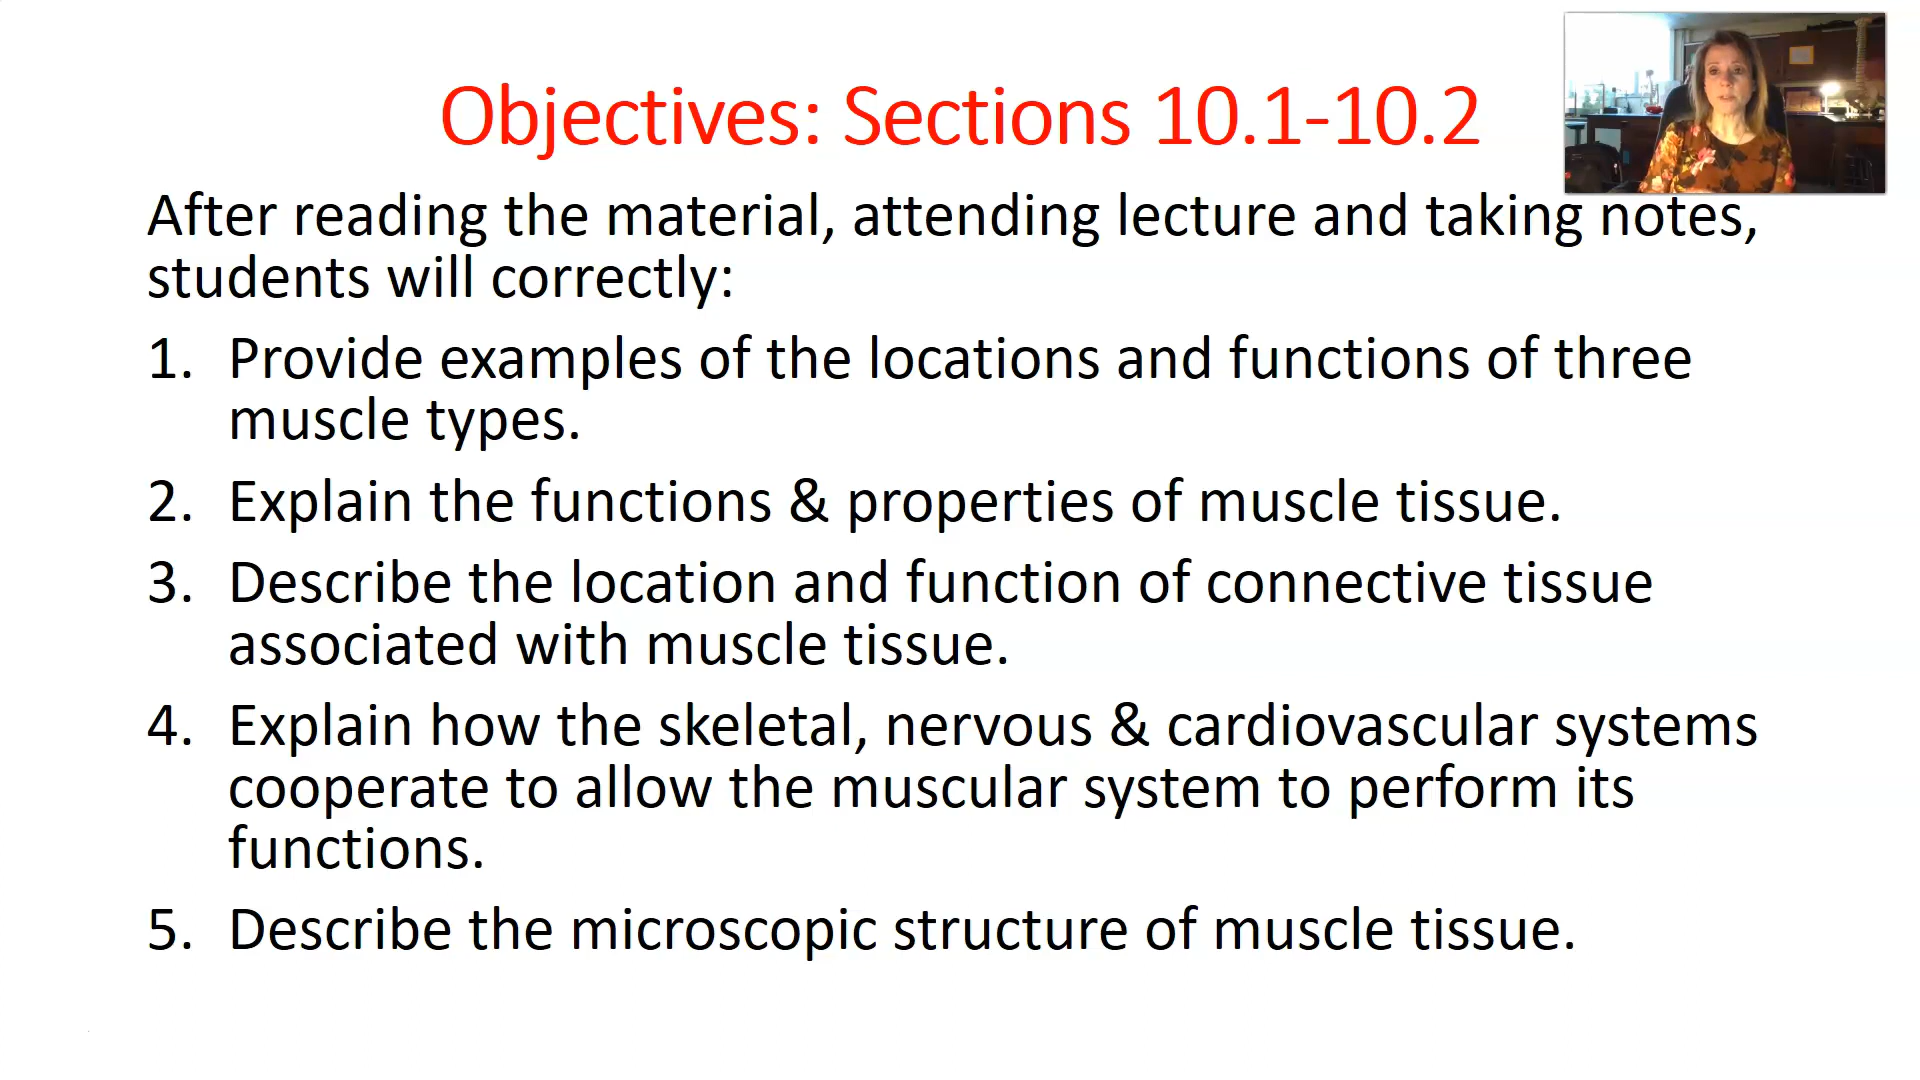 Objectives: Sections 10.1-10.2
After reading the material, attending lecture and taking notes,
students will correctly:
1. Provide examples of the locations and functions of three
muscle types.
2. Explain the functions & properties of muscle tissue.
3. Describe the location and function of connective tissue
associated with muscle tissue.
4. Explain how the skeletal, nervous & cardiovascular systems
cooperate to allow the muscular system to perform its
functions.
5. Describe the microscopic structure of muscle tissue.